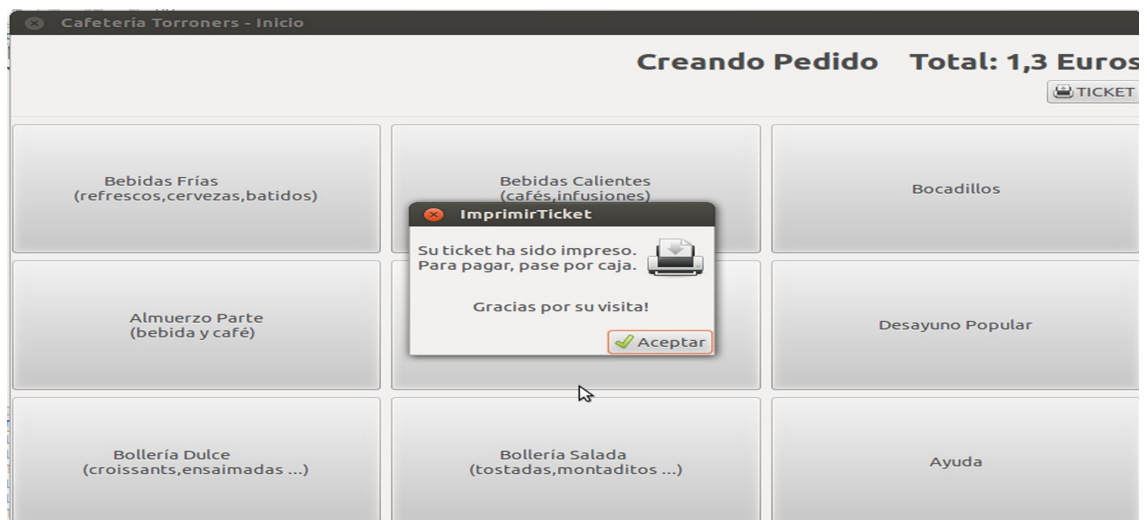 Cafetería Torroners - Inicio
Creando Pedido Total: 1,3 Euros
TICKET
Bebidas Frías
(refrescos,cervezas,batidos)
Bebidas Calientes
(cafés,infusiones)
Bocadillos
ImprimirTicket
Su ticket ha sido impreso.
Para pagar, pase por caja.
Gracias por su visita!
Aceptar
Almuerzo Parte
(bebida y café)
Desayuno Popular
Bollería Dulce
(croissants,ensaimadas ...)
Bollería Salada
(tostadas,montaditos ...)
Ayuda